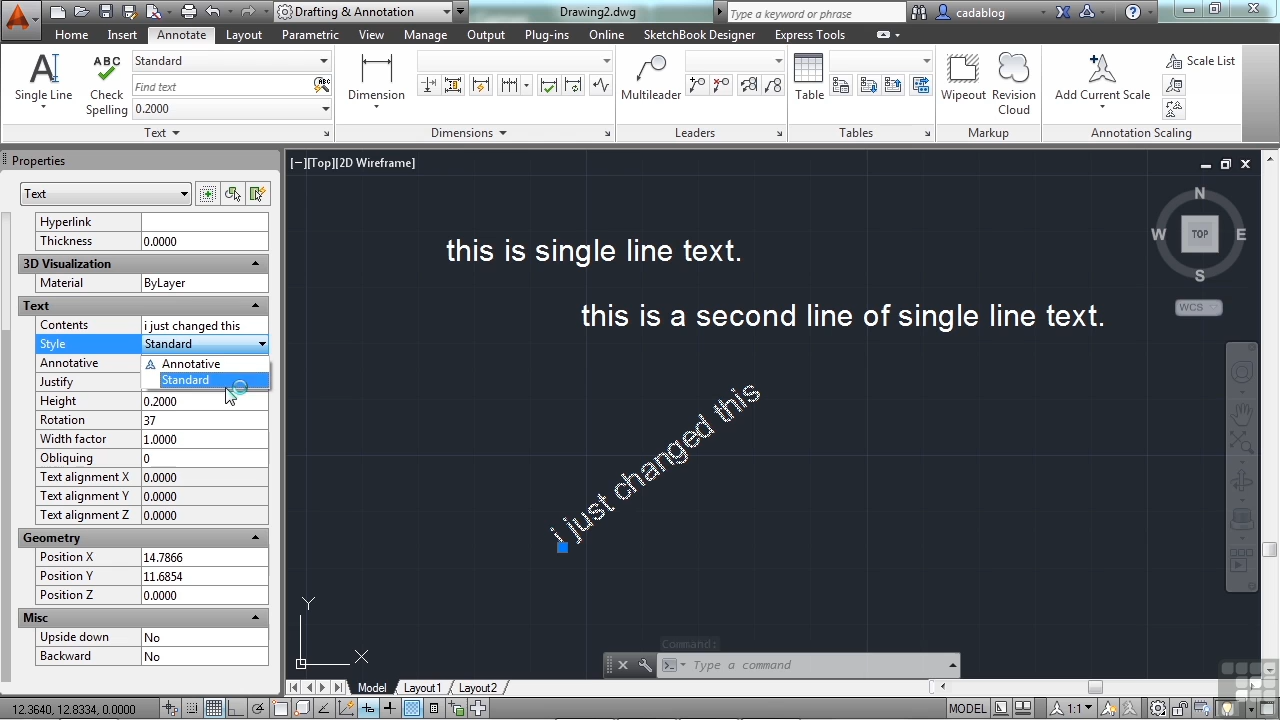 Drafting & Annotation
Drawing2.dwg
Type a keyword or phrase
cadablog
Home Insert Annotate Layout Parametric View Manage Output Plug-ins Online SketchBook Designer Express Tools
Standard
Find text
0.2000
Single Line
ABC
Check Spelling
Dimension
Multileader
Table
Wipeout
Revision Cloud
Add Current Scale
Scale List
Text Dimensions Leaders Tables Markup Annotation Scaling
Properties
Text
Hyperlink
Thickness 0.0000
3D Visualization
Material ByLayer
Text
Contents i just changed this
Style Standard
Annotative Annotative
Standard
Justify
Height 0.2000
Rotation 37
Width factor 1.0000
Obliquing 0
Text alignment X 0.0000
Text alignment Y 0.0000
Text alignment Z 0.0000
Geometry
Position X 14.7866
Position Y 11.6854
Position Z 0.0000
Misc
Upside down No
Backward No
[−][Top][2D Wireframe]
this is single line text.
this is a second line of single line text.
i just changed this
N
W TOP E
S
WCS
Y
X
Command:
Type a command
Model Layout1 Layout2
12.3640, 12.8334, 0.0000
MODEL
1:1